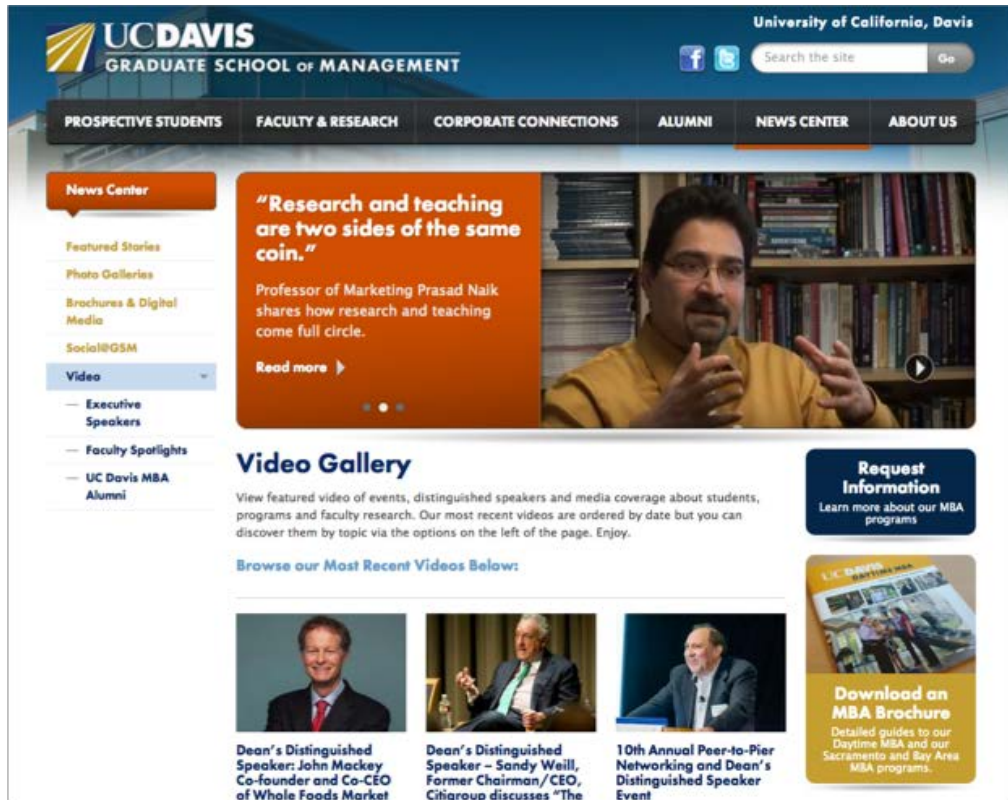 University of California, Davis
UCDAVIS
GRADUATE SCHOOL OF MANAGEMENT
Search the site
Go
PROSPECTIVE STUDENTS
FACULTY & RESEARCH
CORPORATE CONNECTIONS
ALUMNI
NEWS CENTER
ABOUT US
News Center
Featured Stories
Photo Galleries
Brochures & Digital
Media
Social@GSM
Video
— Executive
Speakers
— Faculty Spotlights
— UC Davis MBA
Alumni
“Research and teaching
are two sides of the same
coin.”
Professor of Marketing Prasad Naik
shares how research and teaching
come full circle.
Read more
Video Gallery
View featured video of events, distinguished speakers and media coverage about students,
programs and faculty research. Our most recent videos are ordered by date but you can
discover them by topic via the options on the left of the page. Enjoy.
Browse our Most Recent Videos Below:
Dean’s Distinguished
Speaker: John Mackey
Co-founder and Co-CEO
of Whole Foods Market
Dean’s Distinguished
Speaker – Sandy Weill,
Former Chairman/CEO,
Citigroup discusses “The
10th Annual Peer-to-Pier
Networking and Dean’s
Distinguished Speaker
Event
Request
Information
Learn more about our MBA
programs
UCDAVIS
DAYTIME MBA
Download an
MBA Brochure
Detailed guides to our
Daytime MBA and our
Sacramento and Bay Area
MBA programs.